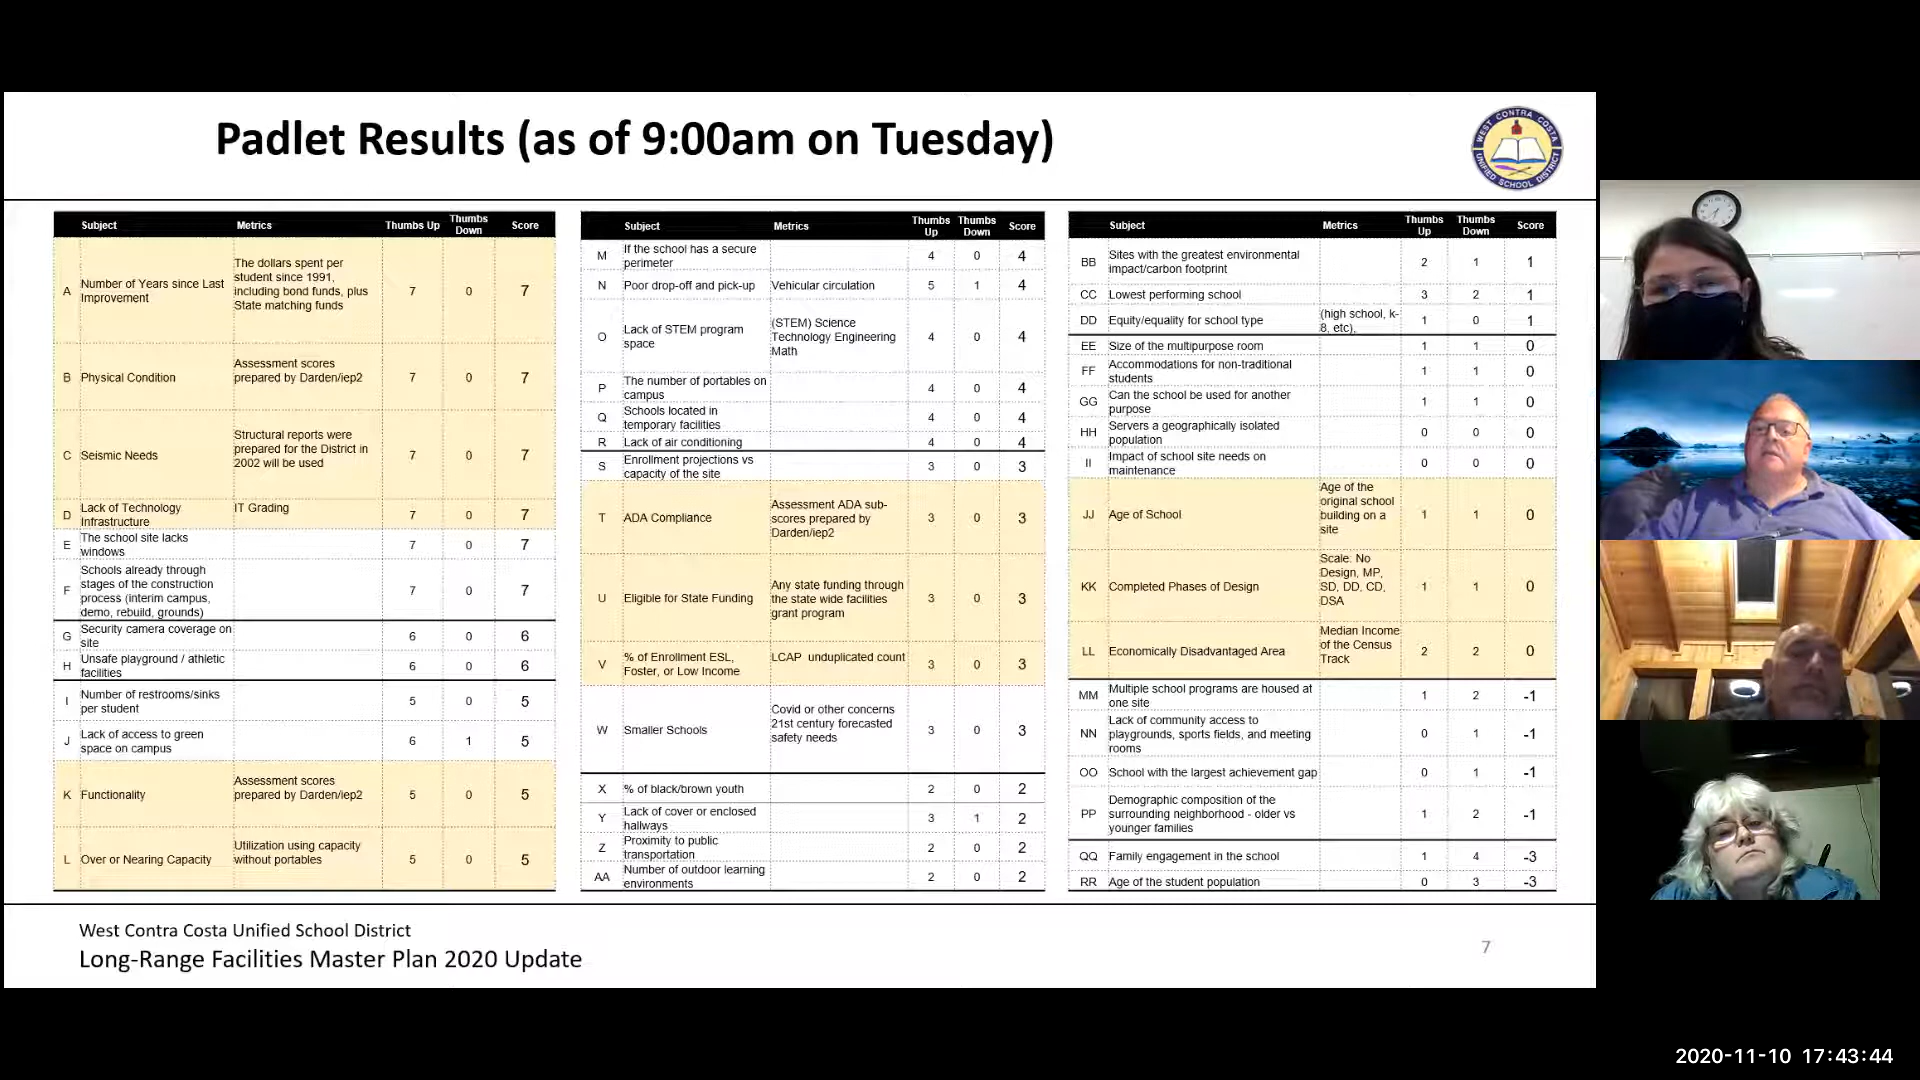 Padlet Results (as of 9:00am on Tuesday)
WEST CONTRA COSTA
UNIFIED SCHOOL DISTRICT
Subject Metrics Thumbs Up Thumbs Down Score
A Number of Years since Last Improvement The dollars spent per student since 1991, including bond funds, plus State matching funds 7 0 7
B Physical Condition Assessment scores prepared by Darden/iep2 7 0 7
C Seismic Needs Structural reports were prepared for the District in 2002 will be used 7 0 7
D Lack of Technology Infrastructure IT Grading 7 0 7
E The school site lacks windows 7 0 7
F Schools already through stages of the construction process (interim campus, demo, rebuild, grounds) 7 0 7
G Security camera coverage on site 6 0 6
H Unsafe playground / athletic facilities 6 0 6
I Number of restrooms/sinks per student 5 0 5
J Lack of access to green space on campus 6 1 5
K Functionality Assessment scores prepared by Darden/iep2 5 0 5
L Over or Nearing Capacity Utilization using capacity without portables 5 0 5
Subject Metrics Thumbs Up Thumbs Down Score
M If the school has a secure perimeter 4 0 4
N Poor drop-off and pick-up Vehicular circulation 5 1 4
O Lack of STEM program space (STEM) Science Technology Engineering Math 4 0 4
P The number of portables on campus 4 0 4
Q Schools located in temporary facilities 4 0 4
R Lack of air conditioning 4 0 4
S Enrollment projections vs capacity of the site 3 0 3
T ADA Compliance Assessment ADA sub-scores prepared by Darden/iep2 3 0 3
U Eligible for State Funding Any state funding through the state wide facilities grant program 3 0 3
V % of Enrollment ESL, Foster, or Low Income LCAP unduplicated count 3 0 3
W Smaller Schools Covid or other concerns 21st century forecasted safety needs 3 0 3
X % of black/brown youth 2 0 2
Y Lack of cover or enclosed hallways 3 1 2
Z Proximity to public transportation 2 0 2
AA Number of outdoor learning environments 2 0 2
Subject Metrics Thumbs Up Thumbs Down Score
BB Sites with the greatest environmental impact/carbon footprint 2 1 1
CC Lowest performing school 3 2 1
DD Equity/equality for school type (high school, k-8, etc), 1 0 1
EE Size of the multipurpose room 1 1 0
FF Accommodations for non-traditional students 1 1 0
GG Can the school be used for another purpose 1 1 0
HH Servers a geographically isolated population 0 0 0
II Impact of school site needs on maintenance 0 0 0
JJ Age of School Age of the original school building on a site 1 1 0
KK Completed Phases of Design Scale: No Design, MP, SD, DD, CD, DSA 1 1 0
LL Economically Disadvantaged Area Median Income of the Census Track 2 2 0
MM Multiple school programs are housed at one site 1 2 -1
NN Lack of community access to playgrounds, sports fields, and meeting rooms 0 1 -1
OO School with the largest achievement gap 0 1 -1
PP Demographic composition of the surrounding neighborhood - older vs younger families 1 2 -1
QQ Family engagement in the school 1 4 -3
RR Age of the student population 0 3 -3
West Contra Costa Unified School District
Long-Range Facilities Master Plan 2020 Update
7
2020-11-10 17:43:44